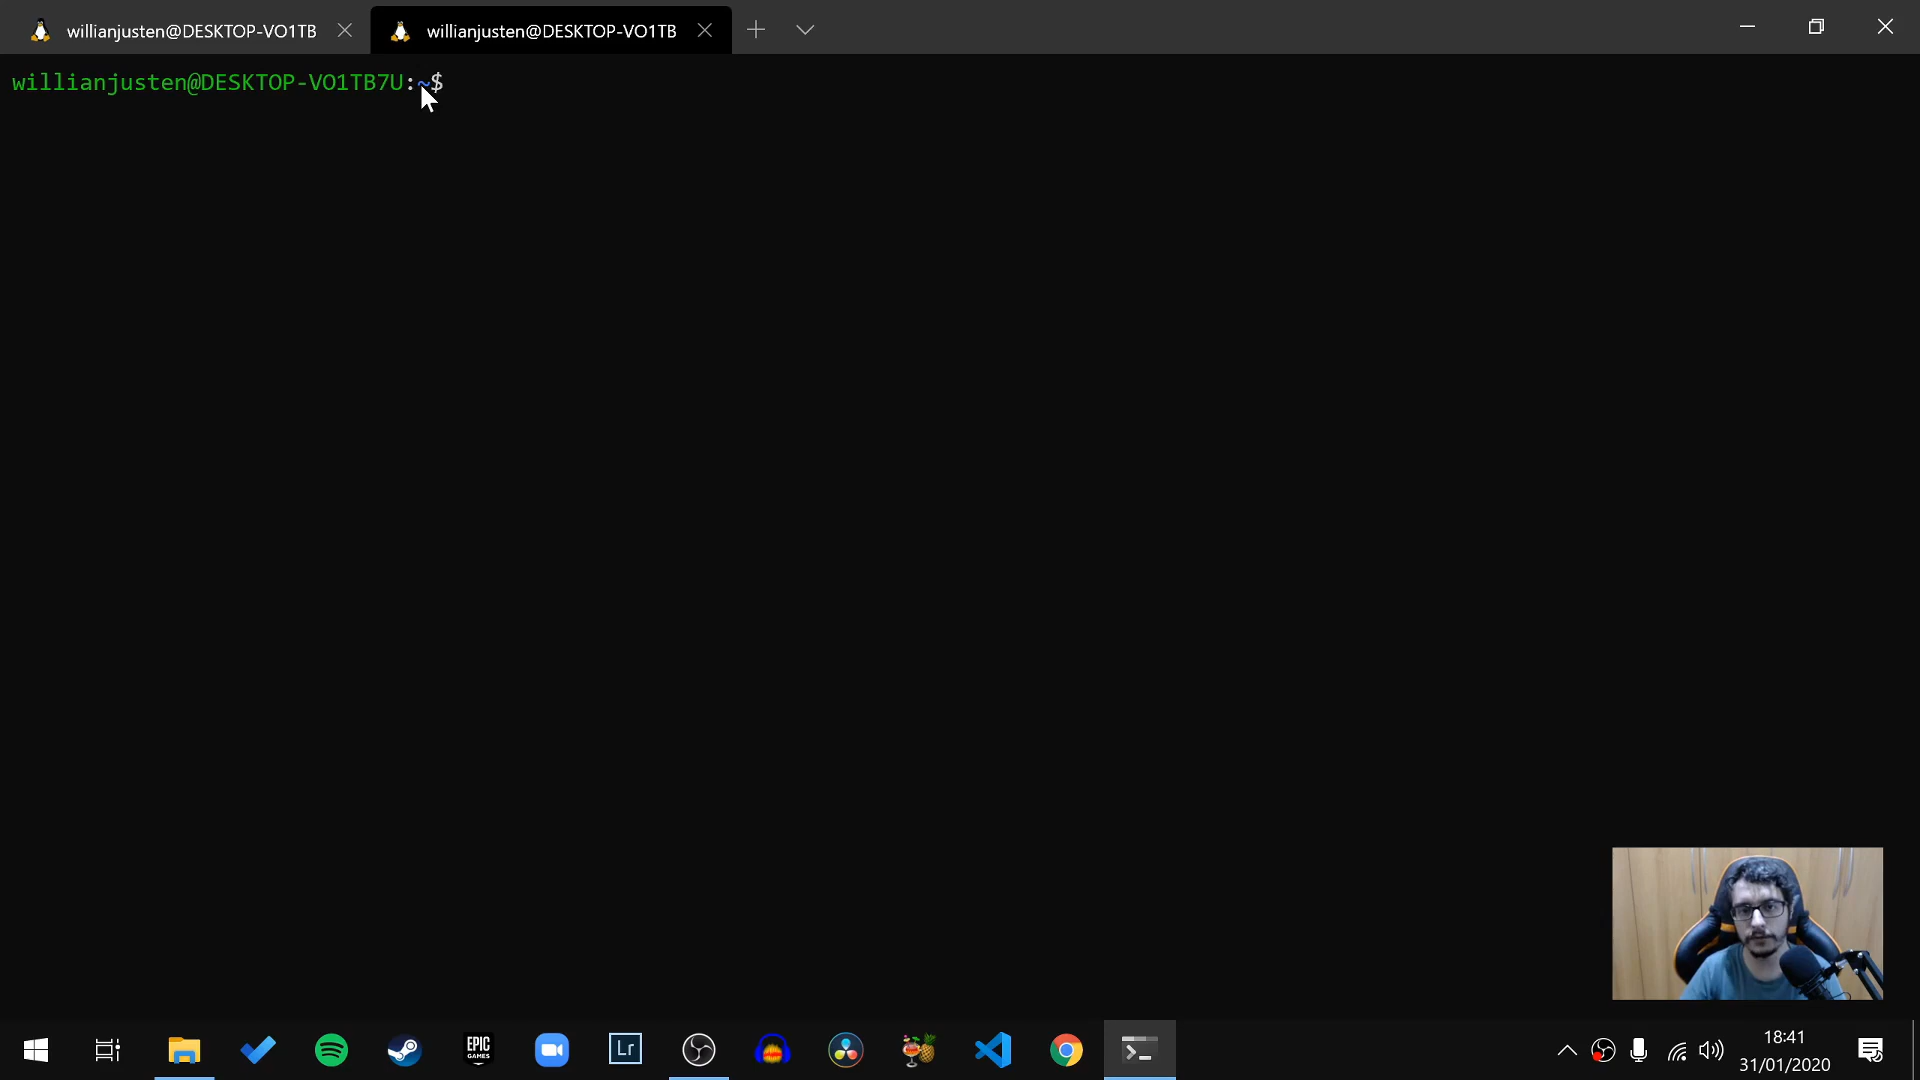 willianjusten@DESKTOP-VO1TB
willianjusten@DESKTOP-VO1TB
willianjusten@DESKTOP-VO1TB7U:~$
EPIC
GAMES
Lr
18:41
31/01/2020